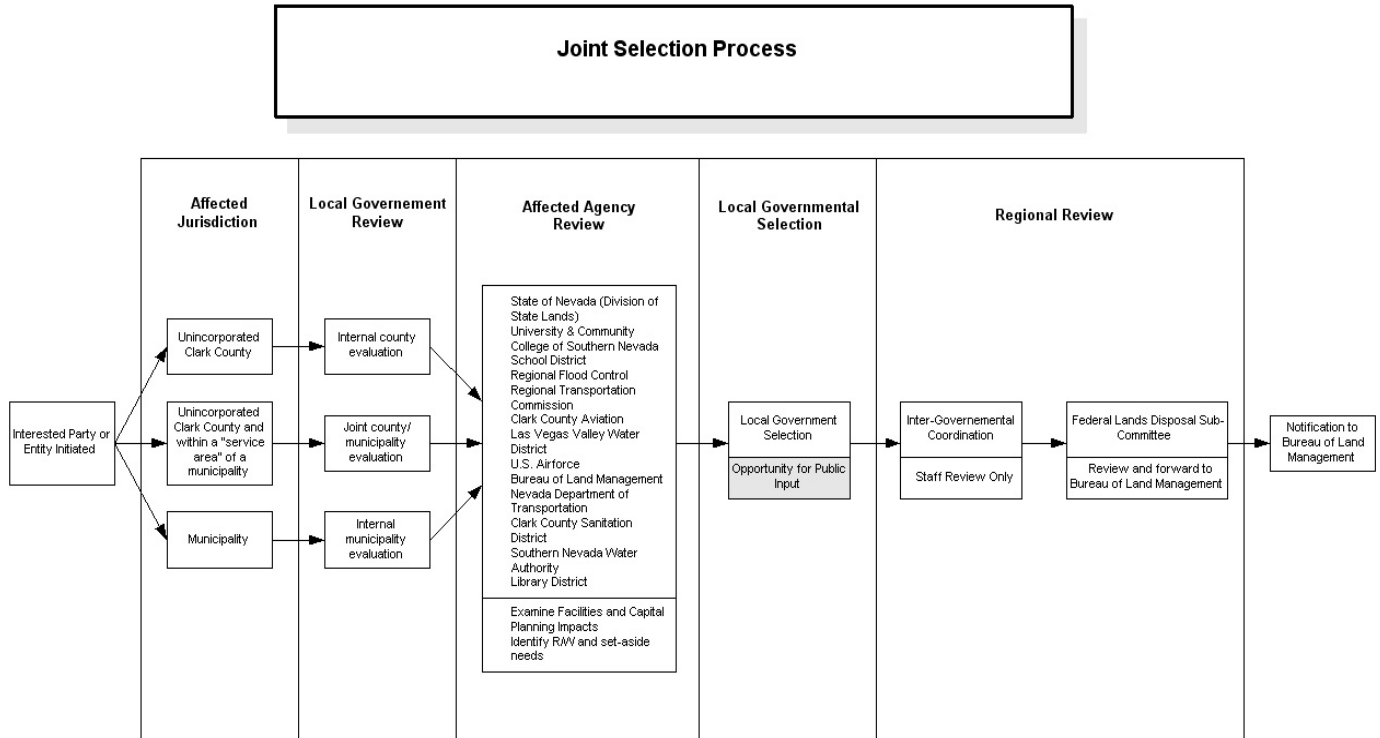 Joint Selection Process
Affected
Jurisdiction
Local Governement
Review
Affected Agency
Review
Local Governmental
Selection
Regional Review
Interested Party or
Entity Initiated
Unincorporated
Clark County
Unincorporated
Clark County and
within a "service
area" of a
municipality
Municipality
Internal county
evaluation
Joint county/
municipality
evaluation
Internal
municipality
evaluation
State of Nevada (Division of
State Lands)
University & Community
College of Southern Nevada
School District
Regional Flood Control
Regional Transportation
Commission
Clark County Aviation
Las Vegas Valley Water
District
U.S. Airforce
Bureau of Land Management
Nevada Department of
Transportation
Clark County Sanitation
District
Southern Nevada Water
Authority
Library District
Examine Facilities and Capital
Planning Impacts
Identify R/W and set-aside
needs
Local Government
Selection
Opportunity for Public
Input
Inter-Governemental
Coordination
Staff Review Only
Federal Lands Disposal Sub-
Committee
Review and forward to
Bureau of Land Management
Notification to
Bureau of Land
Management